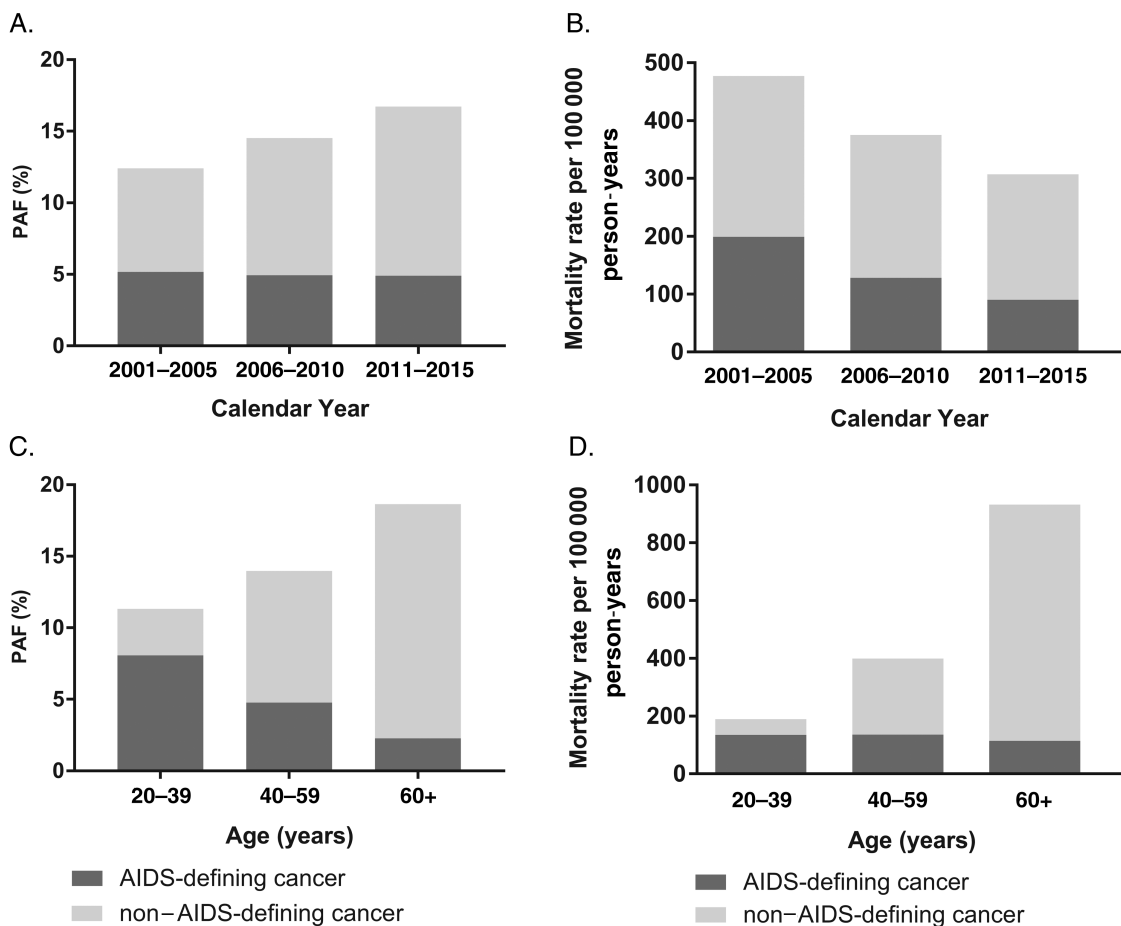 A.
20
15
10
5
0
PAF (%)
2001–2005 2006–2010 2011–2015
Calendar Year
B.
500
400
300
200
100
0
Mortality rate per 100 000
person-years
2001–2005 2006–2010 2011–2015
Calendar Year
C.
20
15
10
5
0
PAF (%)
20–39 40–59 60+
Age (years)
AIDS-defining cancer
non–AIDS-defining cancer
D.
1000
800
600
400
200
0
Mortality rate per 100 000
person-years
20–39 40–59 60+
Age (years)
AIDS-defining cancer
non–AIDS-defining cancer